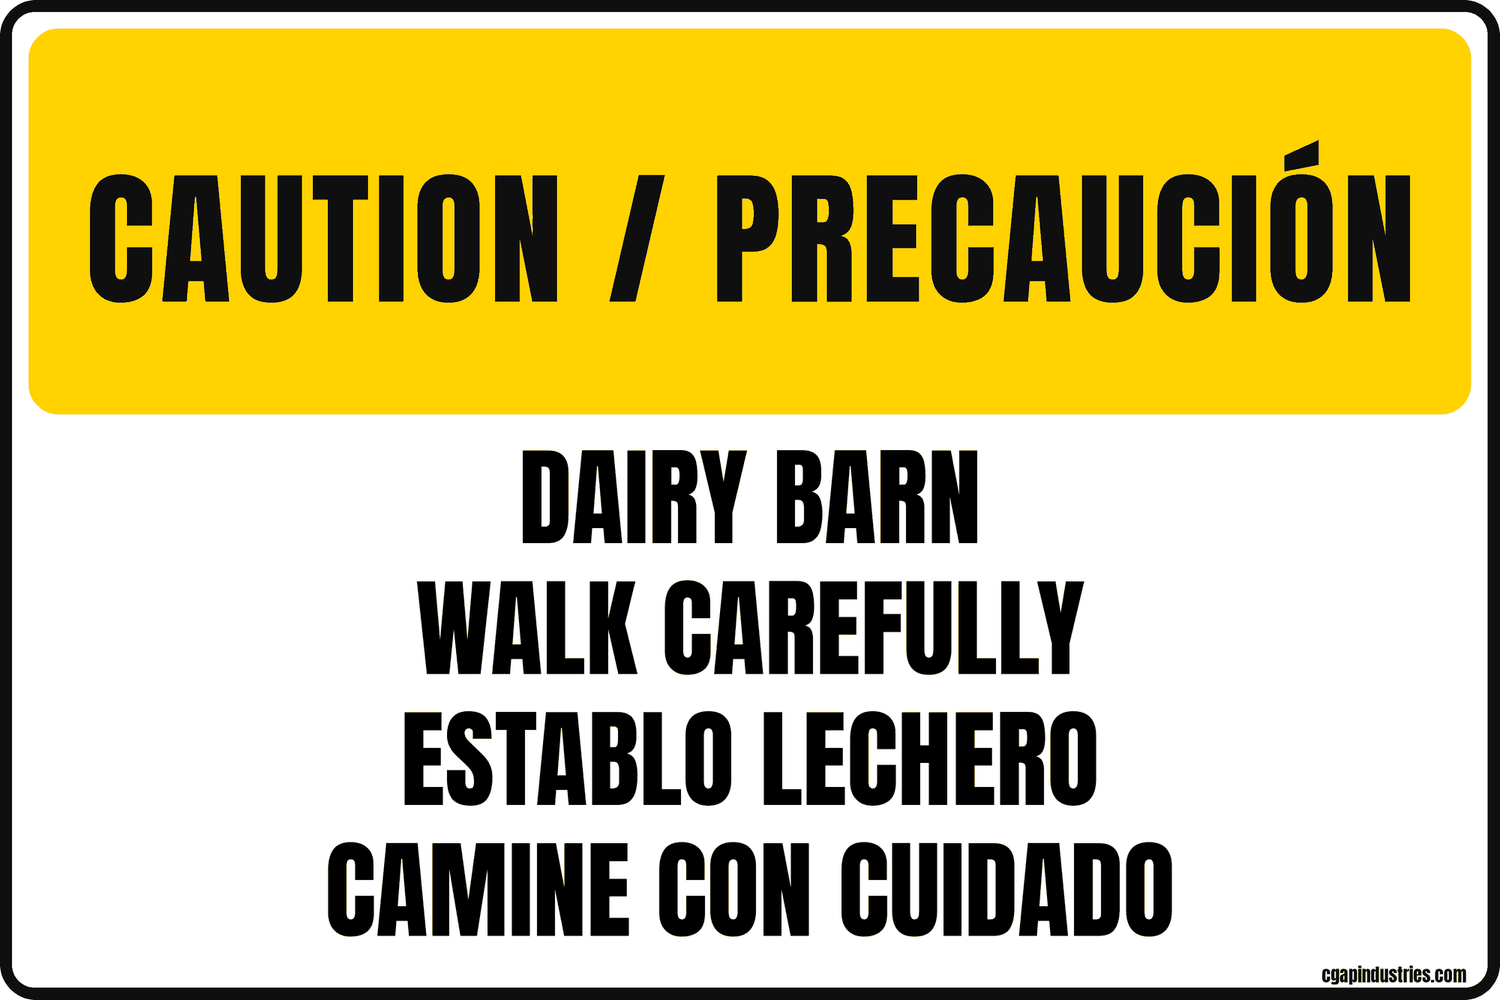 CAUTION / PRECAUCIÓN
DAIRY BARN
WALK CAREFULLY
ESTABLO LECHERO
CAMINE CON CUIDADO
cgapindustries.com